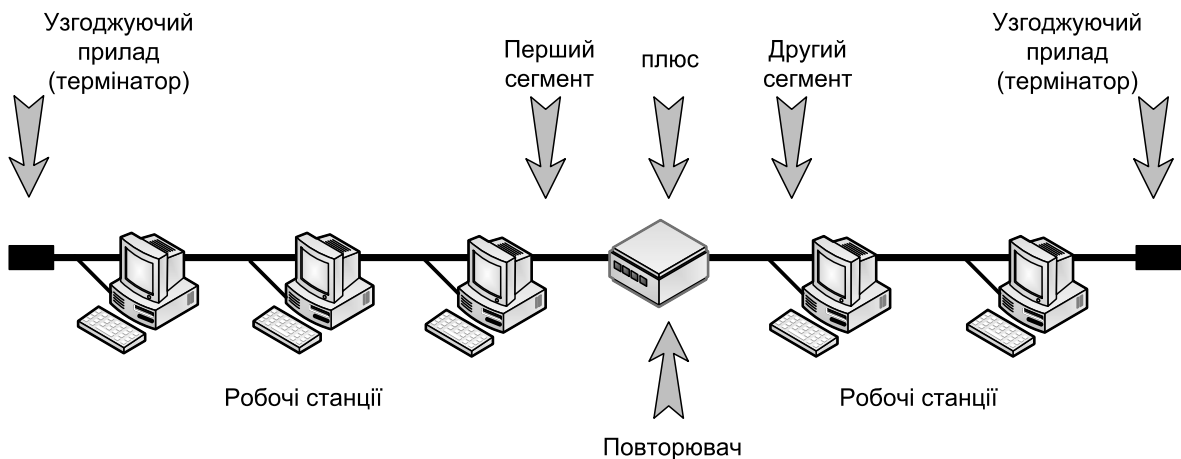 Узгоджуючий
прилад
(термінатор)
Перший
сегмент
плюс
Другий
сегмент
Узгоджуючий
прилад
(термінатор)
Робочі станції
Робочі станції
Повторювач